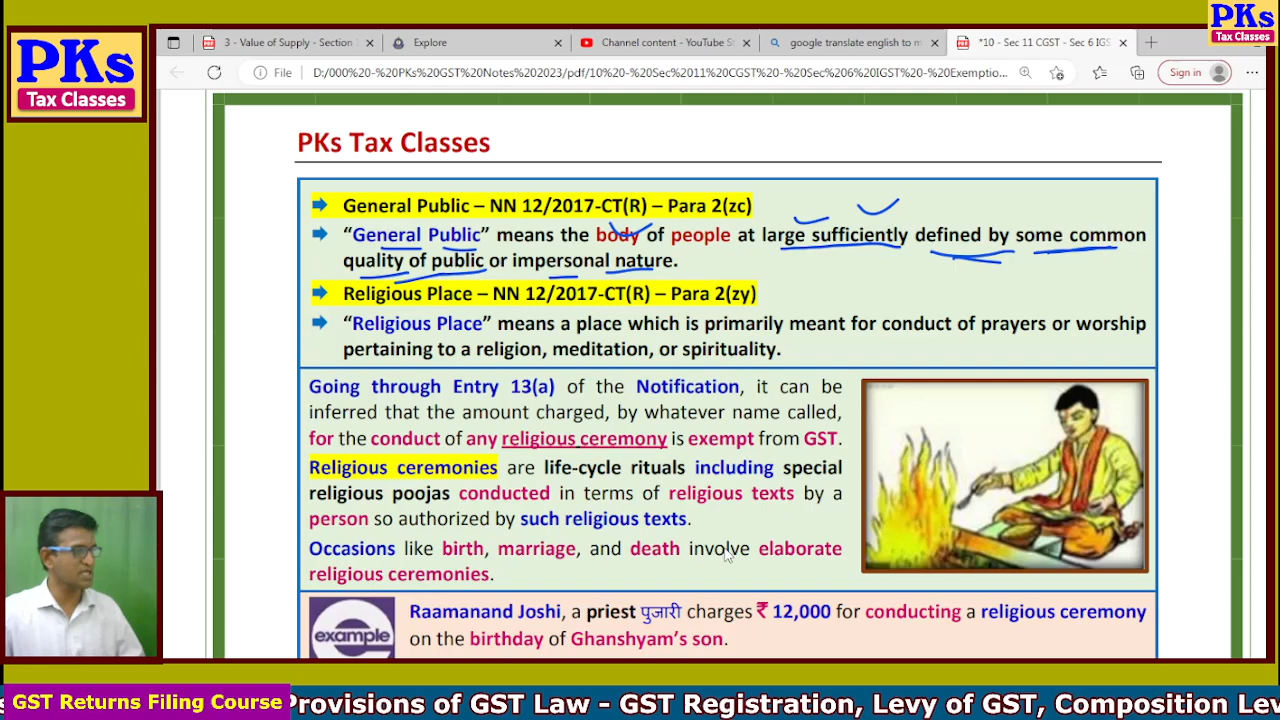 PKs
Tax Classes
PKs
Tax Classes
3 - Value of Supply - Section
Explore
Channel content - YouTube S
google translate english to m
*10 - Sec 11 CGST - Sec 6 IGS
File
D:/000%20-%20PKs%20GST%20Notes%202023/pdf/10%20-%20Sec%2011%20CGST%20-%20Sec%206%20IGST%20-%20Exemptio...
Sign in
PKs Tax Classes
General Public – NN 12/2017-CT(R) – Para 2(zc)
“General Public” means the body of people at large sufficiently defined by some common
quality of public or impersonal nature.
Religious Place – NN 12/2017-CT(R) – Para 2(zy)
“Religious Place” means a place which is primarily meant for conduct of prayers or worship
pertaining to a religion, meditation, or spirituality.
Going through Entry 13(a) of the Notification, it can be
inferred that the amount charged, by whatever name called,
for the conduct of any religious ceremony is exempt from GST.
Religious ceremonies are life-cycle rituals including special
religious poojas conducted in terms of religious texts by a
person so authorized by such religious texts.
Occasions like birth, marriage, and death involve elaborate
religious ceremonies.
example
Raamanand Joshi, a priest पुजारी charges ₹ 12,000 for conducting a religious ceremony
on the birthday of Ghanshyam’s son.
GST Returns Filing Course
Provisions of GST Law - GST Registration, Levy of GST, Composition Lev